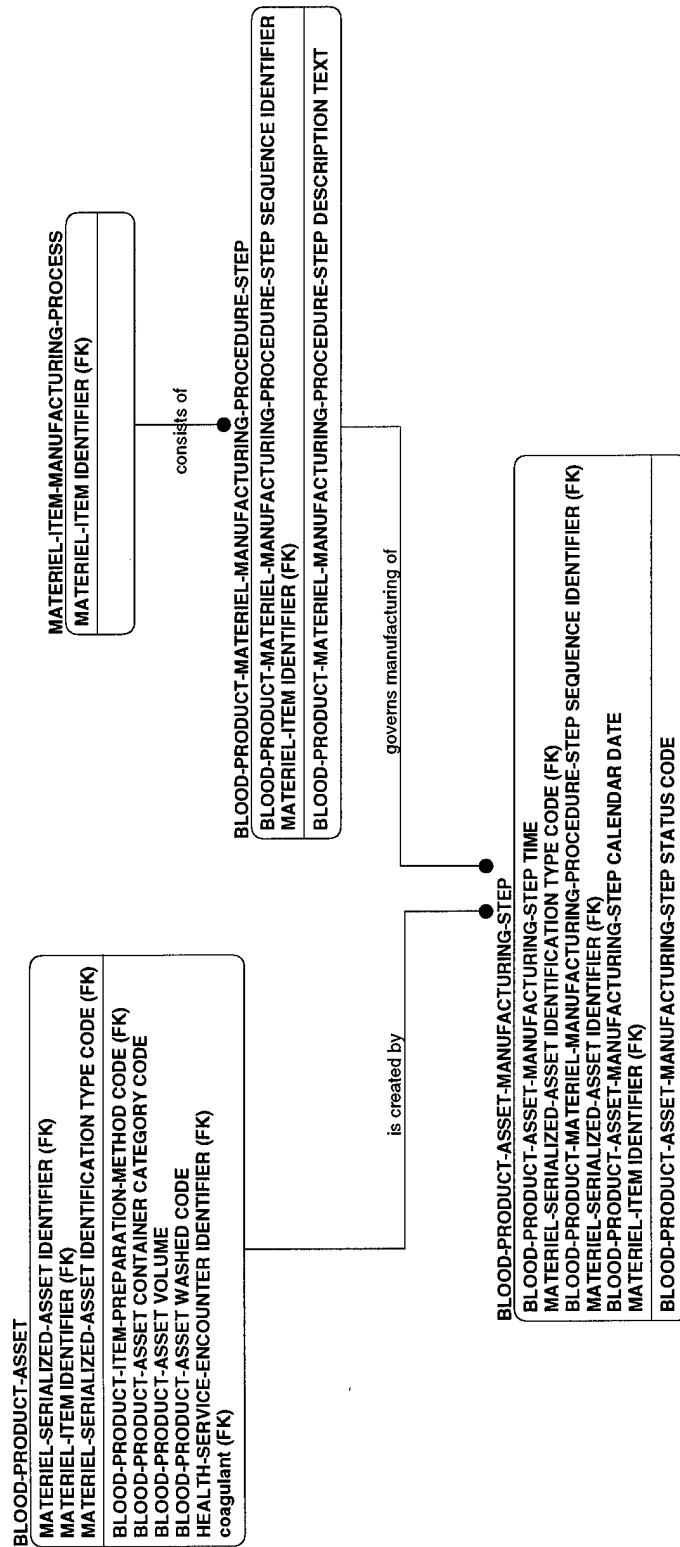 BLOOD-PRODUCT-ASSET
MATERIEL-SERIALIZED-ASSET IDENTIFIER (FK)
MATERIEL-ITEM IDENTIFIER (FK)
MATERIEL-SERIALIZED-ASSET IDENTIFICATION TYPE CODE (FK)
BLOOD-PRODUCT-ITEM-PREPARATION-METHOD CODE (FK)
BLOOD-PRODUCT-ASSET CONTAINER CATEGORY CODE
BLOOD-PRODUCT-ASSET VOLUME
BLOOD-PRODUCT-ASSET WASHED CODE
HEALTH-SERVICE-ENCOUNTER IDENTIFIER (FK)
coagulant (FK)
MATERIEL-ITEM-MANUFACTURING-PROCESS
MATERIEL-ITEM IDENTIFIER (FK)
consists of
BLOOD-PRODUCT-MATERIEL-MANUFACTURING-PROCEDURE-STEP
BLOOD-PRODUCT-MATERIEL-MANUFACTURING-PROCEDURE-STEP SEQUENCE IDENTIFIER
MATERIEL-ITEM IDENTIFIER (FK)
BLOOD-PRODUCT-MATERIEL-MANUFACTURING-PROCEDURE-STEP DESCRIPTION TEXT
is created by
governs manufacturing of
BLOOD-PRODUCT-ASSET-MANUFACTURING-STEP
BLOOD-PRODUCT-ASSET-MANUFACTURING-STEP TIME
MATERIEL-SERIALIZED-ASSET IDENTIFICATION TYPE CODE (FK)
BLOOD-PRODUCT-MATERIEL-MANUFACTURING-PROCEDURE-STEP SEQUENCE IDENTIFIER (FK)
MATERIEL-SERIALIZED-ASSET IDENTIFIER (FK)
BLOOD-PRODUCT-ASSET-MANUFACTURING-STEP CALENDAR DATE
MATERIEL-ITEM IDENTIFIER (FK)
BLOOD-PRODUCT-ASSET-MANUFACTURING-STEP STATUS CODE